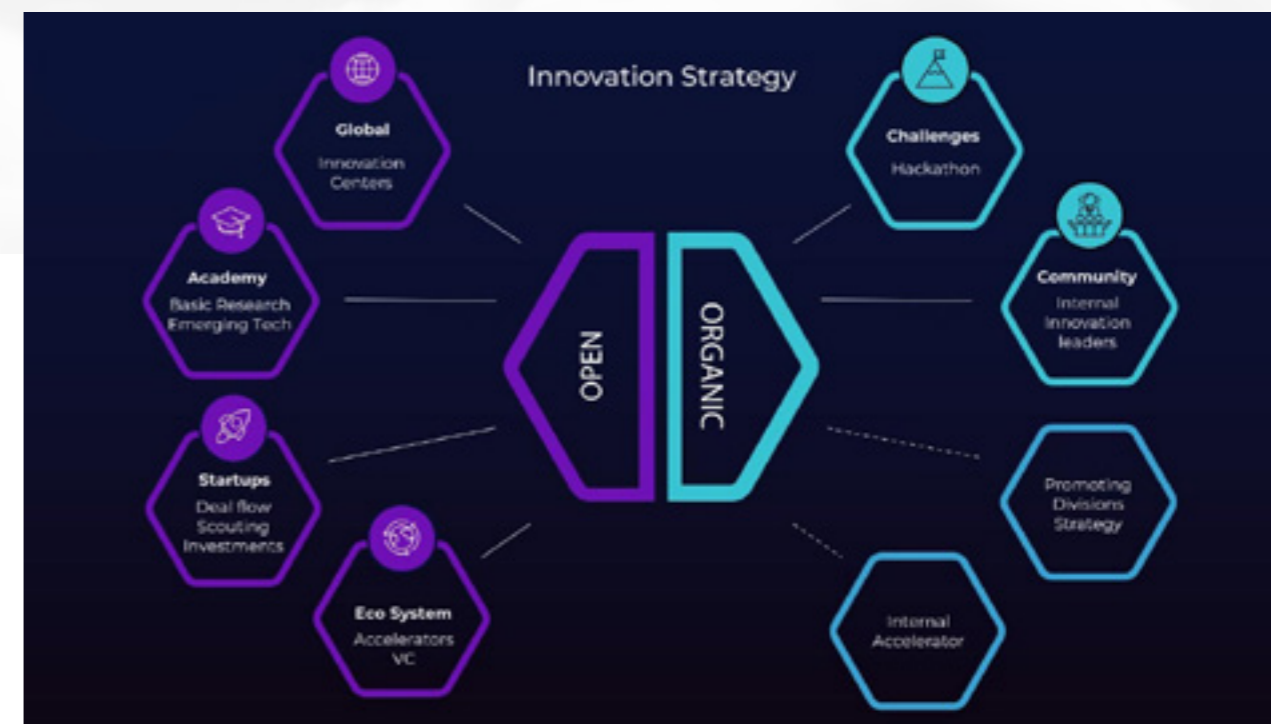 Innovation Strategy
Global
Innovation
Centers
Academy
Basic Research
Emerging Tech
Startups
Deal flow
Scouting
Investments
Eco System
Accelerators
VC
OPEN
ORGANIC
Challenges
Hackathon
Community
Internal
Innovation
leaders
Promoting
Divisions
Strategy
Internal
Accelerator